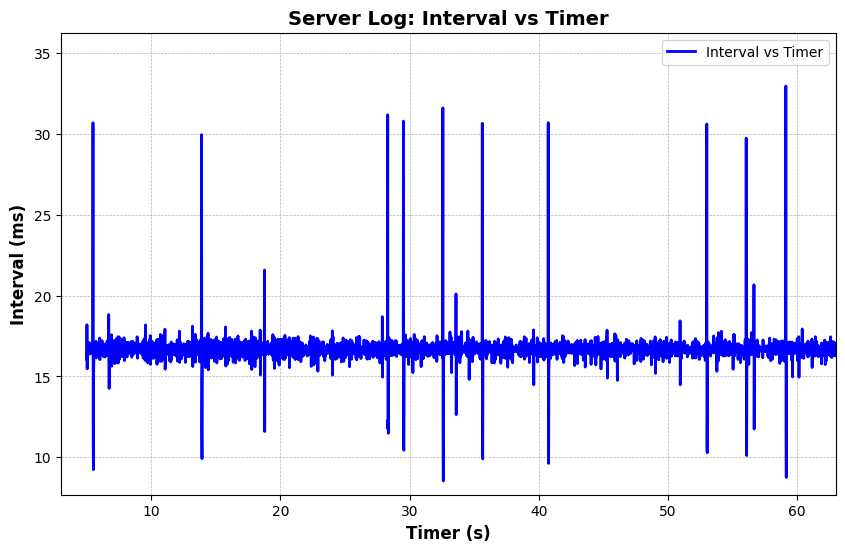 Server Log: Interval vs Timer
Interval vs Timer
35
30
25
20
15
10
Interval (ms)
10 20 30 40 50 60
Timer (s)